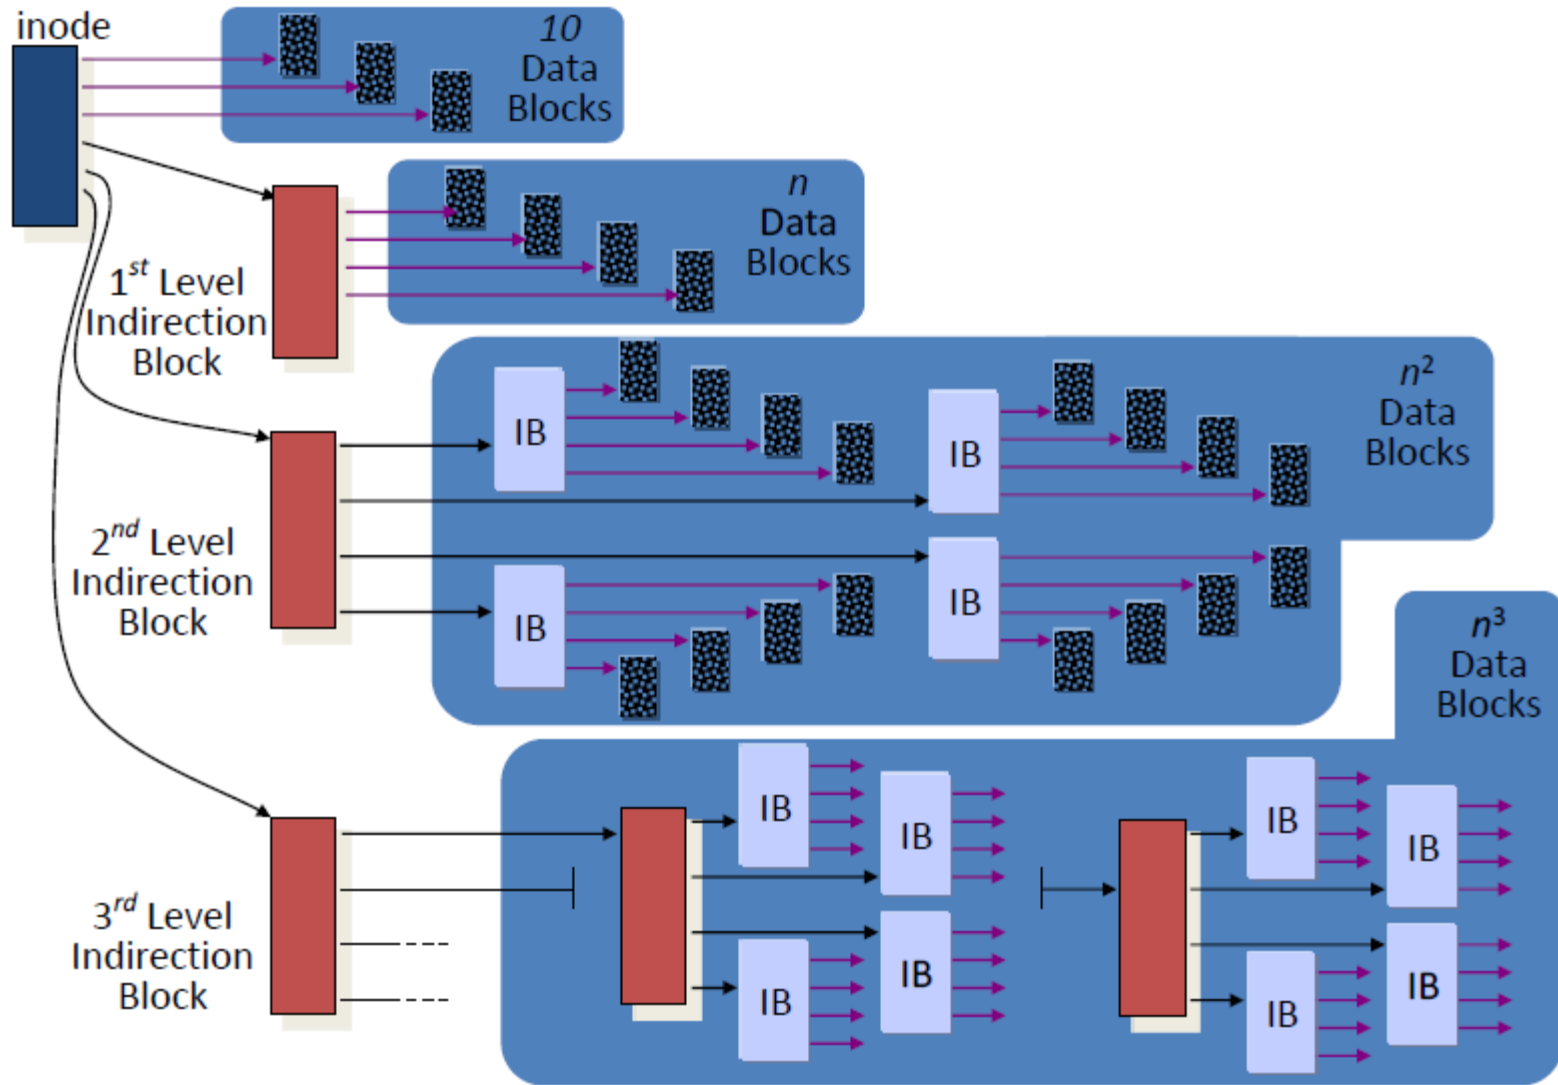 inode
10
Data
Blocks
n
Data
Blocks
1st Level
Indirection
Block
n²
Data
Blocks
IB
IB
2nd Level
Indirection
Block
IB
IB
n³
Data
Blocks
IB
IB
IB
IB
3rd Level
Indirection
Block
IB
IB
IB
IB